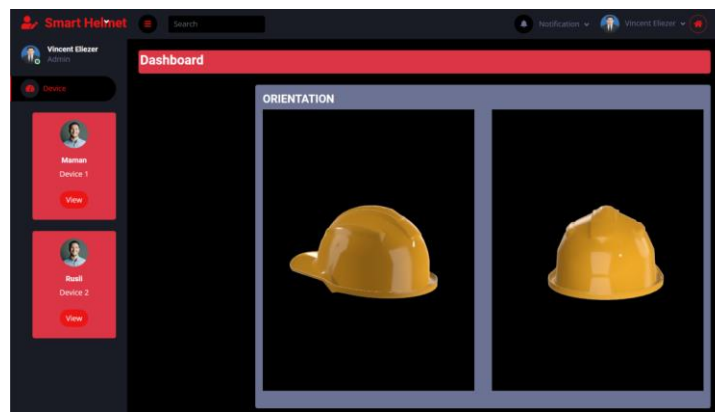 Smart Helmet
Search
Notification
Vincent Eliezer
Vincent Eliezer
Admin
Device
Dashboard
ORIENTATION
Maman
Device 1
View
Rusli
Device 2
View